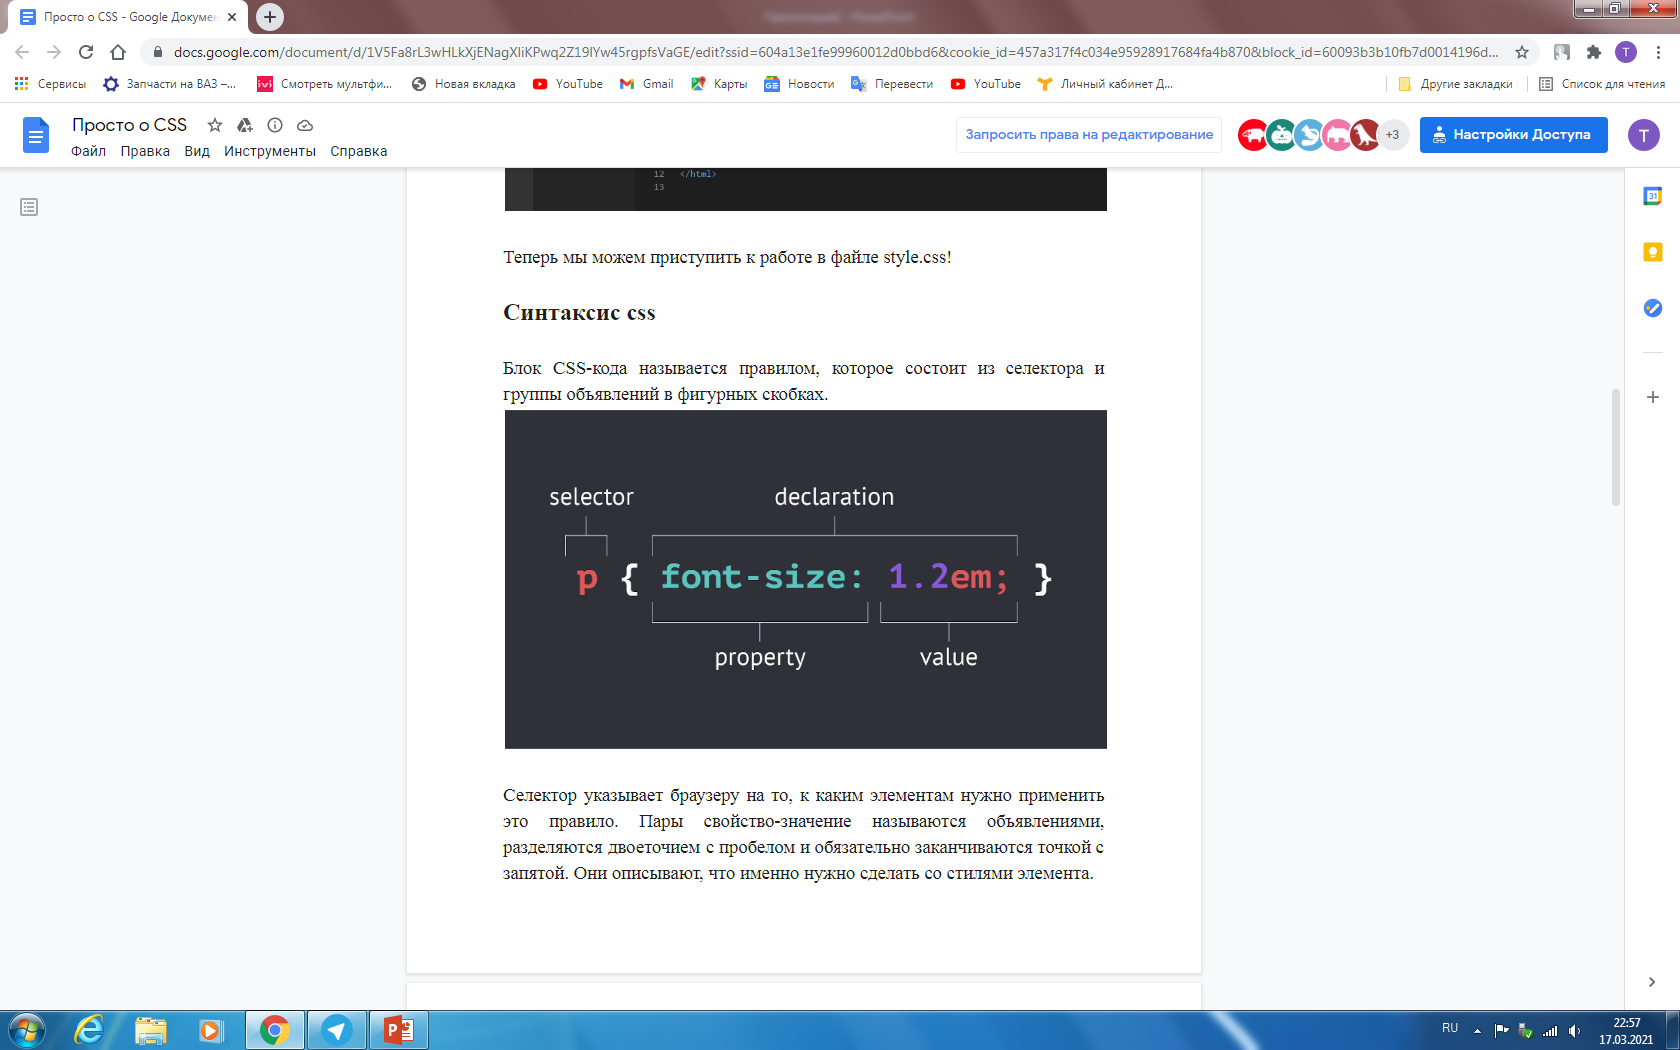 Просто о CSS - Google Докумен
docs.google.com/document/d/1V5Fa8rL3wHLkXjENagXIiKPwq2Z19lYw45rgpfsVaGE/edit?ssid=604a13e1fe99960012d0bbd6&cookie_id=457a317f4c034e95928917684fa4b870&block_id=60093b3b10fb7d0014196d...
T
Сервисы Запчасти на ВАЗ –... Смотреть мультфи... Новая вкладка YouTube Gmail Карты Новости Перевести YouTube Личный кабинет Д... Другие закладки Список для чтения
Просто о CSS
Файл Правка Вид Инструменты Справка
Запросить права на редактирование +3 Настройки Доступа T
12 </html>
13
31
Теперь мы можем приступить к работе в файле style.css!
Синтаксис css
Блок CSS-кода называется правилом, которое состоит из селектора и
группы объявлений в фигурных скобках.
selector declaration
p { font-size: 1.2em; }
property value
Селектор указывает браузеру на то, к каким элементам нужно применить
это правило. Пары свойство-значение называются объявлениями,
разделяются двоеточием с пробелом и обязательно заканчиваются точкой с
запятой. Они описывают, что именно нужно сделать со стилями элемента.
RU
22:57
17.03.2021